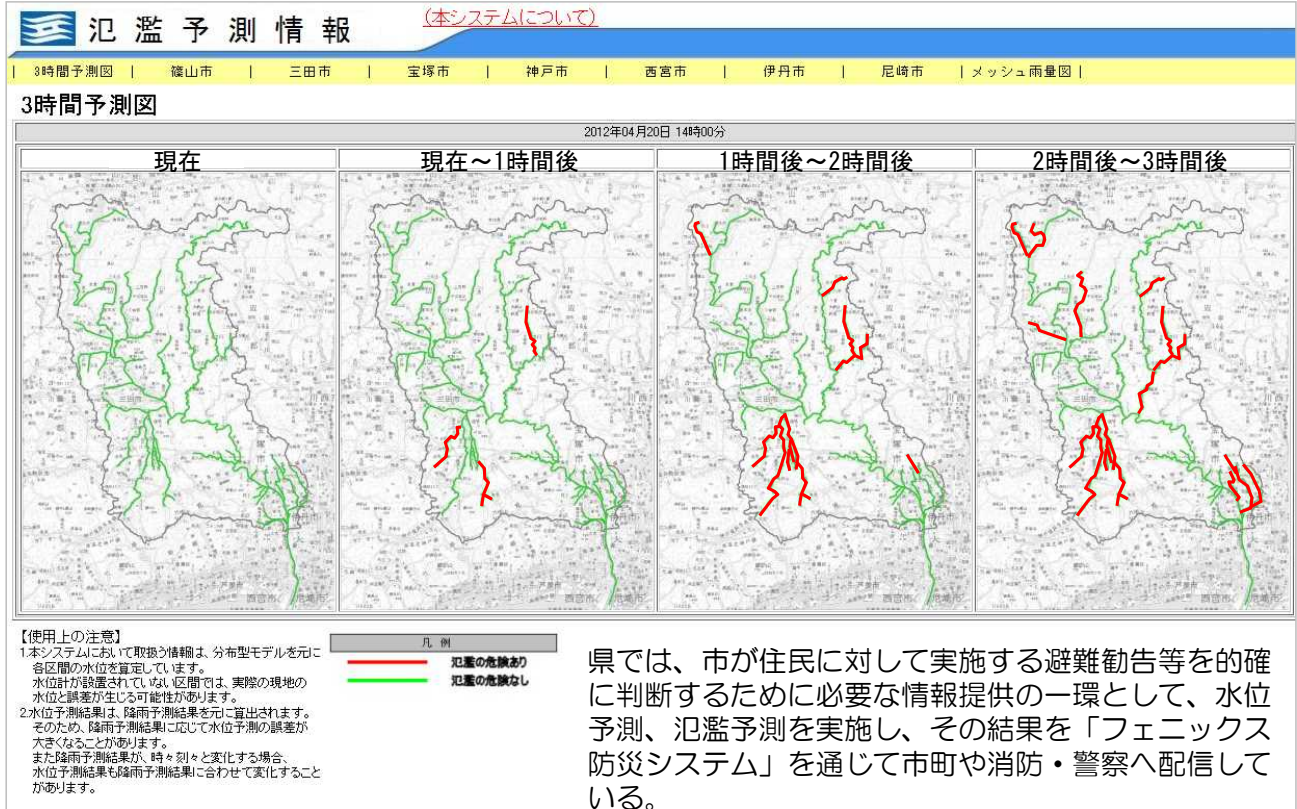 氾濫予測情報
(本システムについて)
| 3時間予測図 | 篠山市 | 三田市 | 宝塚市 | 神戸市 | 西宮市 | 伊丹市 | 尼崎市 | メッシュ雨量図 |
3時間予測図
2012年04月20日 14時00分
現在 現在～1時間後 1時間後～2時間後 2時間後～3時間後
【使用上の注意】
1.本システムにおいて取扱う情報は、分布型モデルを元に
各区間の水位を算定しています。
水位計が設置されていない区間では、実際の現地の
水位と誤差が生じる可能性があります。
2.水位予測結果は、降雨予測結果を元に算出されます。
そのため、降雨予測結果に応じて水位予測の誤差が
大きくなることがあります。
また降雨予測結果が、時々刻々と変化する場合、
水位予測結果も降雨予測結果に合わせて変化すること
があります。
凡 例
氾濫の危険あり
氾濫の危険なし
県では、市が住民に対して実施する避難勧告等を的確
に判断するために必要な情報提供の一環として、水位
予測、氾濫予測を実施し、その結果を「フェニックス
防災システム」を通じて市町や消防・警察へ配信して
いる。